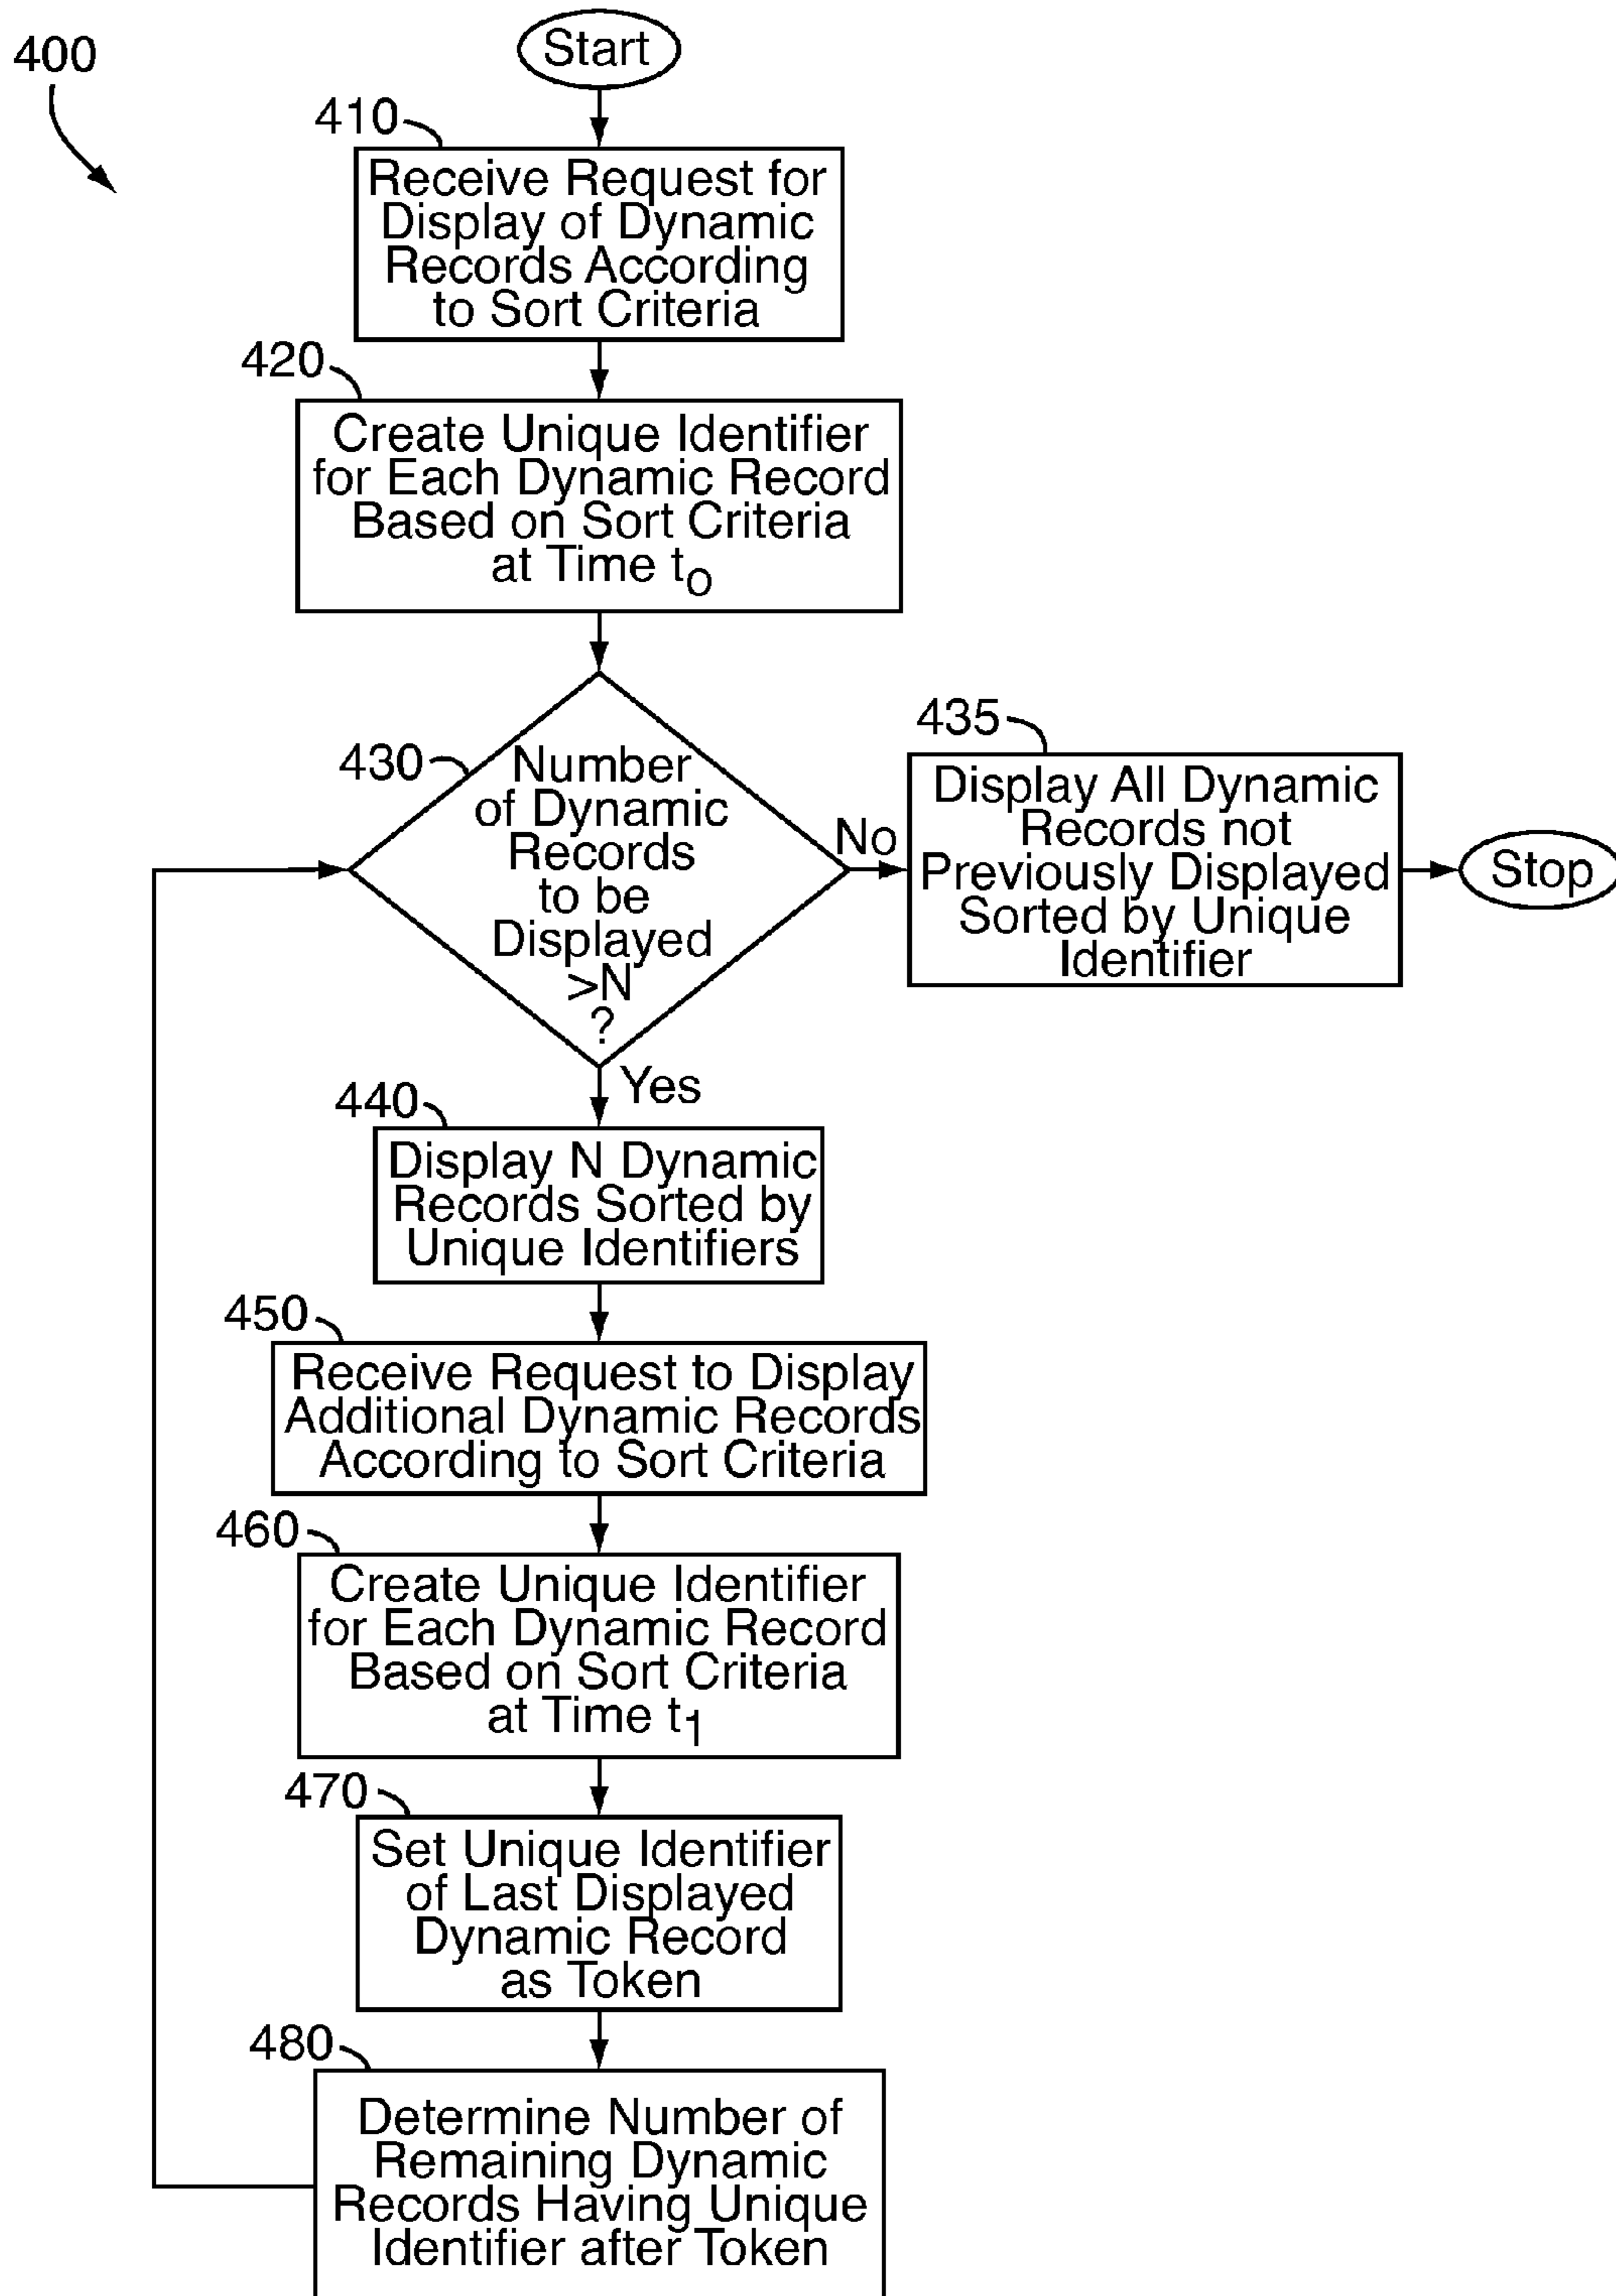 400
Start
410
Receive Request for
Display of Dynamic
Records According
to Sort Criteria
420
Create Unique Identifier
for Each Dynamic Record
Based on Sort Criteria
at Time to
430
Number
of Dynamic
Records
to be
Displayed
>N
?
No
435
Display All Dynamic
Records not
Previously Displayed
Sorted by Unique
Identifier
Stop
Yes
440
Display N Dynamic
Records Sorted by
Unique Identifiers
450
Receive Request to Display
Additional Dynamic Records
According to Sort Criteria
460
Create Unique Identifier
for Each Dynamic Record
Based on Sort Criteria
at Time t1
470
Set Unique Identifier
of Last Displayed
Dynamic Record
as Token
480
Determine Number of
Remaining Dynamic
Records Having Unique
Identifier after Token